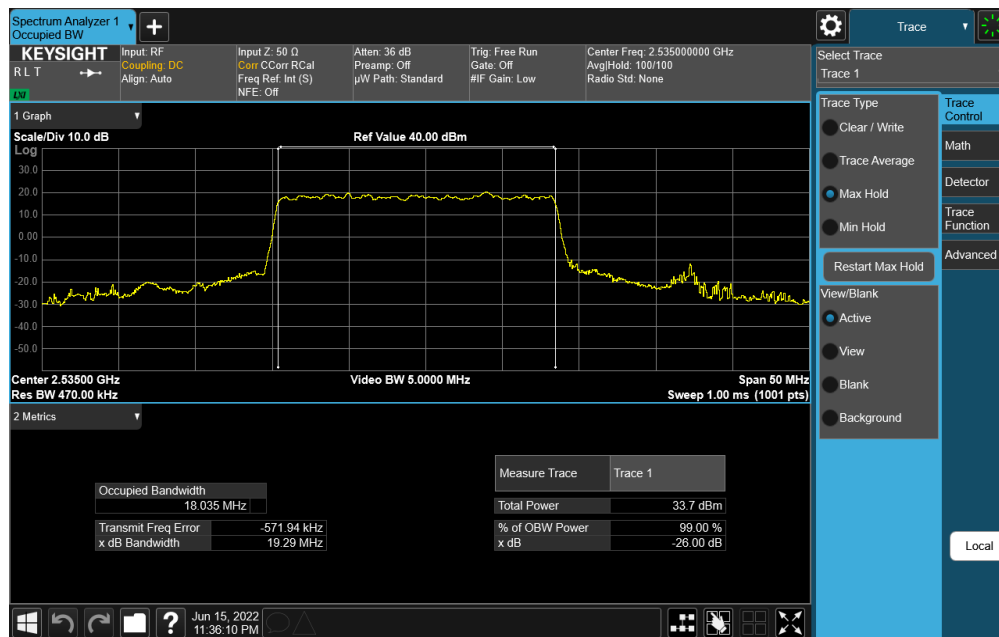 Spectrum Analyzer 1
Occupied BW
+
Trace
KEYSIGHT
R L T
LXI
Input: RF
Coupling: DC
Align: Auto
Input Z: 50 Ω
Corr CCorr RCal
Freq Ref: Int (S)
NFE: Off
Atten: 36 dB
Preamp: Off
µW Path: Standard
Trig: Free Run
Gate: Off
#IF Gain: Low
Center Freq: 2.535000000 GHz
Avg|Hold: 100/100
Radio Std: None
1 Graph
Scale/Div 10.0 dB
Ref Value 40.00 dBm
Log
30.0
20.0
10.0
0.00
-10.0
-20.0
-30.0
-40.0
-50.0
Center 2.53500 GHz
Video BW 5.0000 MHz
Span 50 MHz
Res BW 470.00 kHz
Sweep 1.00 ms (1001 pts)
2 Metrics
Occupied Bandwidth
18.035 MHz
Transmit Freq Error -571.94 kHz
x dB Bandwidth 19.29 MHz
Measure Trace Trace 1
Total Power 33.7 dBm
% of OBW Power 99.00 %
x dB -26.00 dB
Select Trace
Trace 1
Trace Type
Clear / Write
Trace Average
Max Hold
Min Hold
Restart Max Hold
View/Blank
Active
View
Blank
Background
Trace
Control
Math
Detector
Trace
Function
Advanced
Local
?
Jun 15, 2022
11:36:10 PM